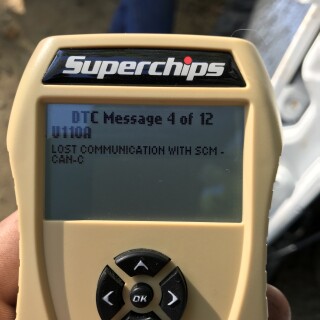 Superchips
DTC Message 4 of 12
U110A
LOST COMMUNICATION WITH SCM -
CAN-C
OK